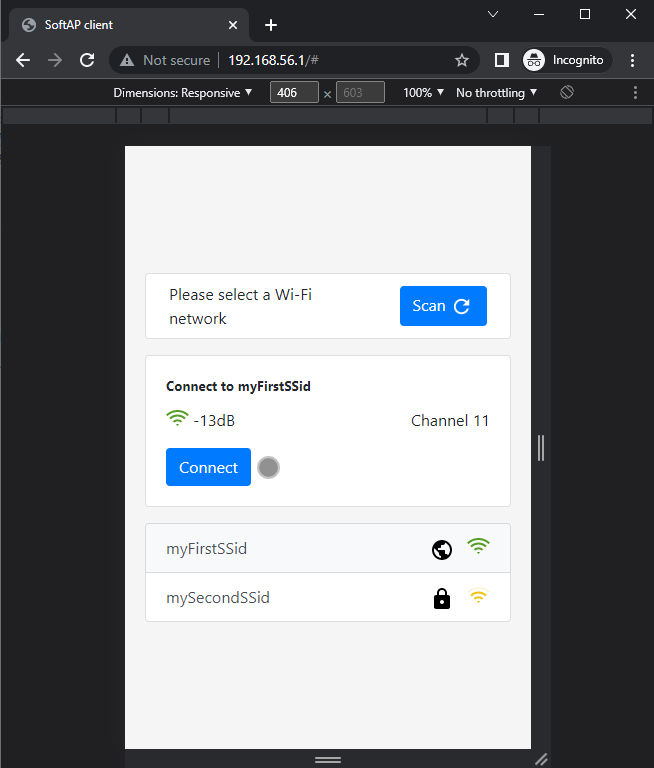 SoftAP client
Not secure 192.168.56.1/# Incognito
Dimensions: Responsive 406 × 603 100% No throttling
Please select a Wi-Fi
network
Scan
Connect to myFirstSSid
-13dB Channel 11
Connect
myFirstSSid
mySecondSSid